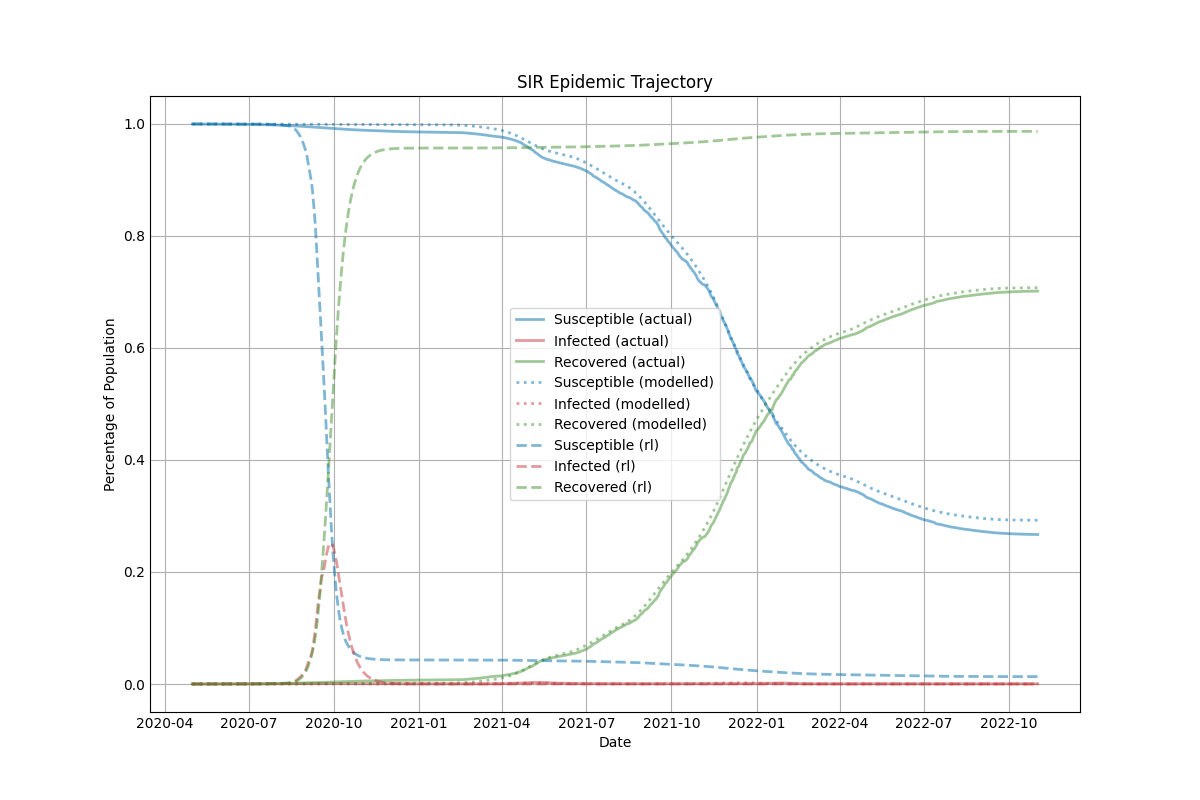 SIR Epidemic Trajectory
Percentage of Population
1.0
0.8
0.6
0.4
0.2
0.0
Susceptible (actual)
Infected (actual)
Recovered (actual)
Susceptible (modelled)
Infected (modelled)
Recovered (modelled)
Susceptible (rl)
Infected (rl)
Recovered (rl)
2020-04 2020-07 2020-10 2021-01 2021-04 2021-07 2021-10 2022-01 2022-04 2022-07 2022-10
Date